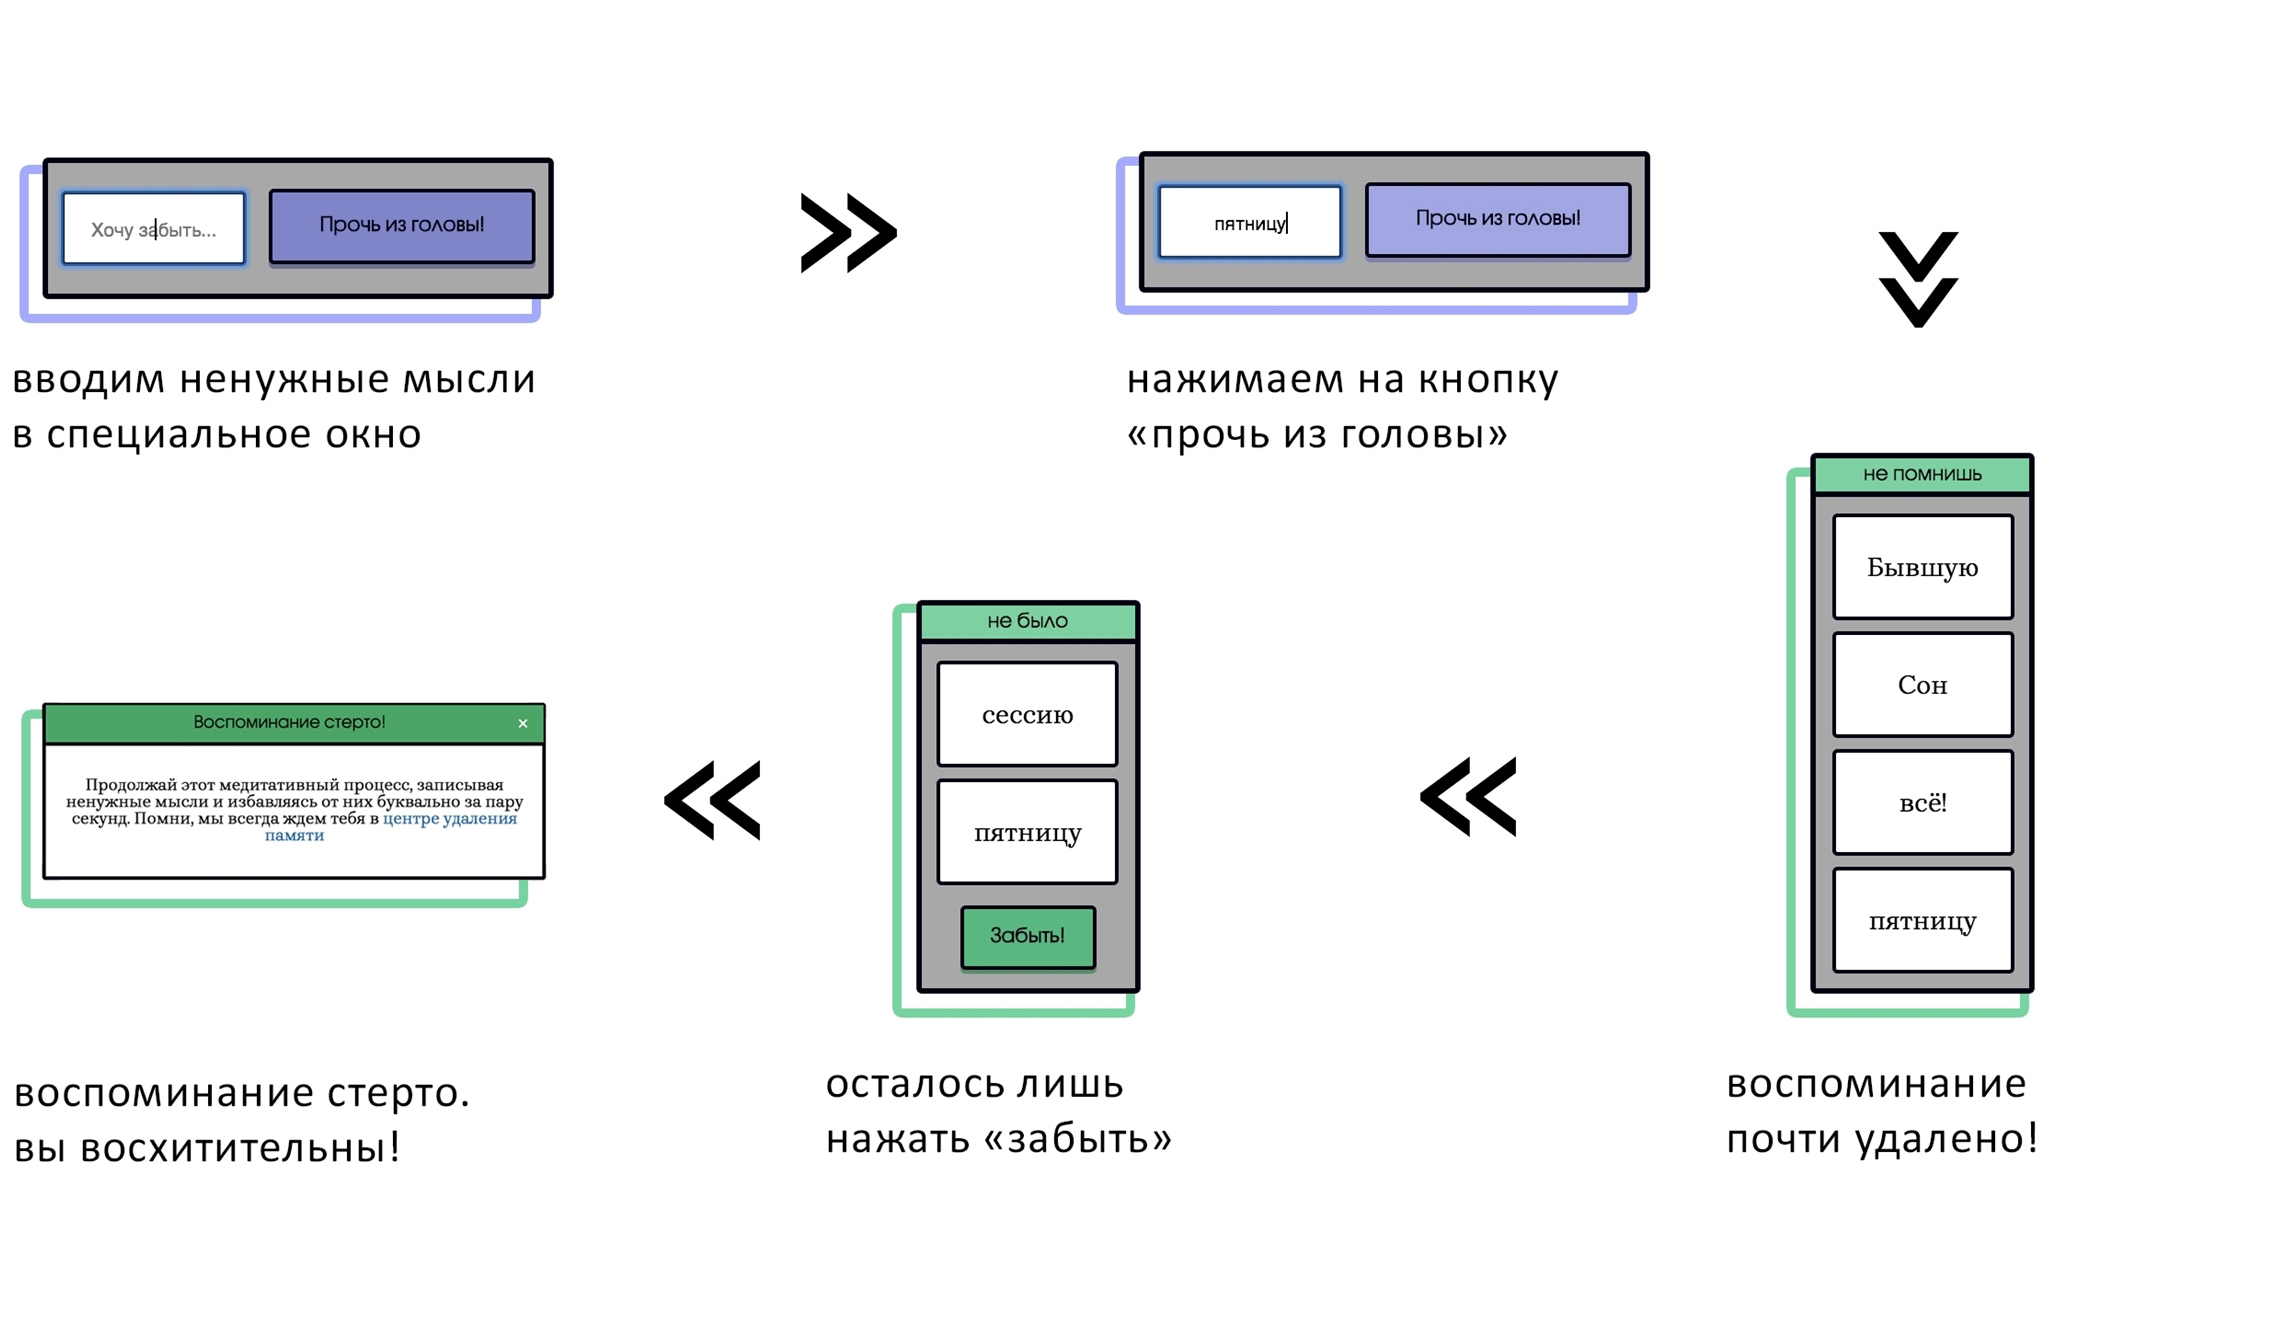 Хочу забыть...
Прочь из головы!
вводим ненужные мысли
в специальное окно
пятницу
Прочь из головы!
нажимаем на кнопку
«прочь из головы»
не помнишь
Бывшую
Сон
всё!
пятницу
воспоминание
почти удалено!
не было
сессию
пятницу
Забыть!
осталось лишь
нажать «забыть»
Воспоминание стерто!
×
Продолжай этот медитативный процесс, записывая
ненужные мысли и избавляясь от них буквально за пару
секунд. Помни, мы всегда ждем тебя в центре удаления
памяти
воспоминание стерто.
вы восхитительны!